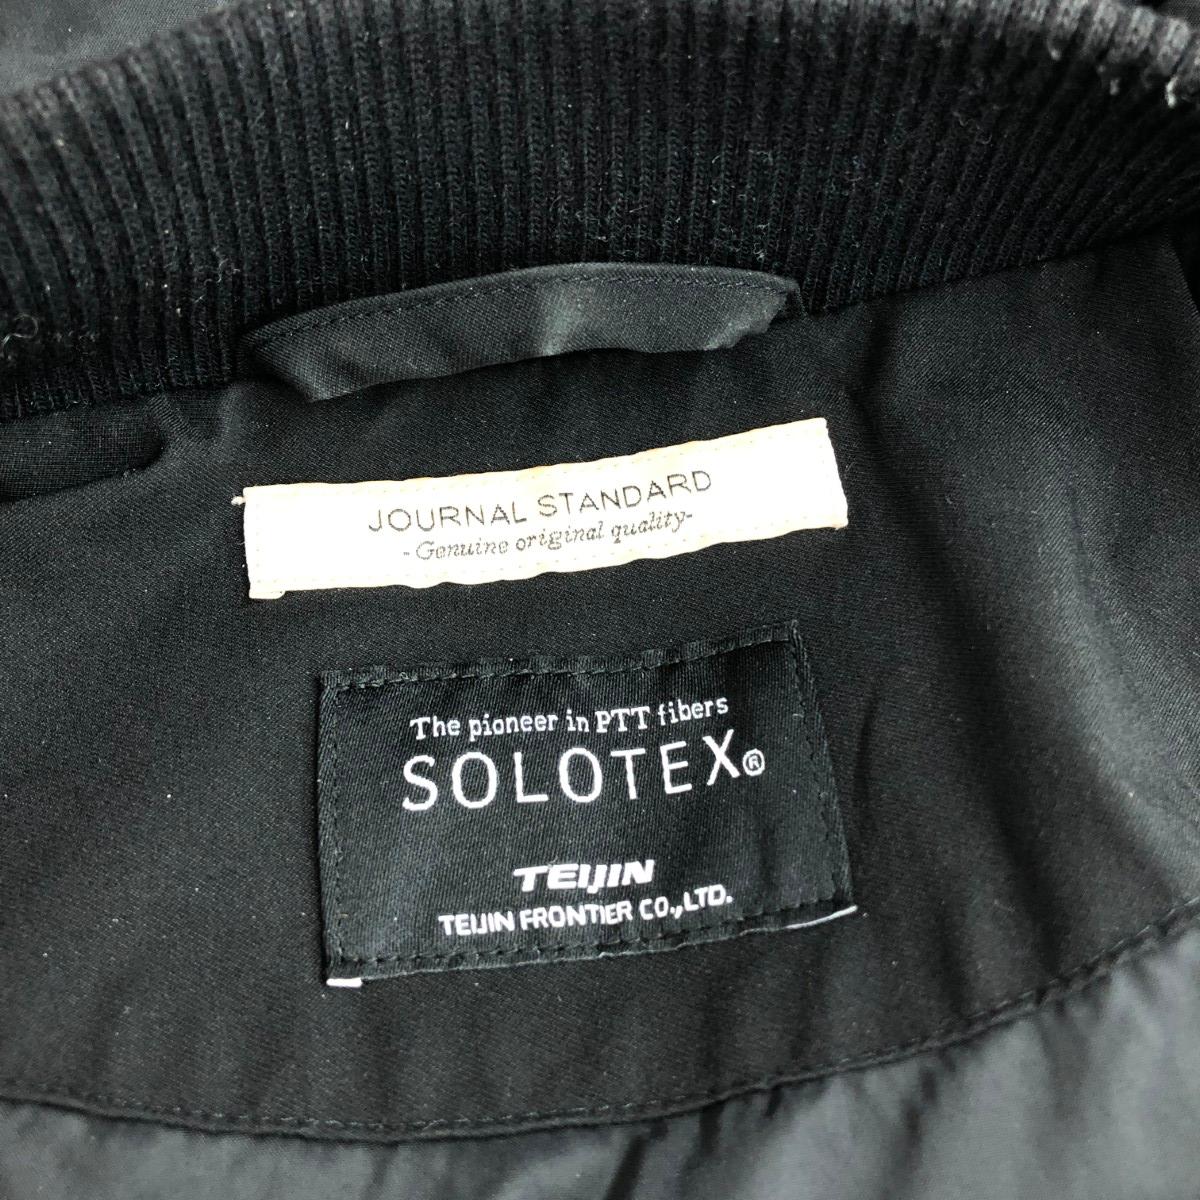 JOURNAL STANDARD
- Genuine original quality-
The pioneer in PTT fibers
SOLOTEX®
TEIJIN
TEIJIN FRONTIER CO.,LTD.